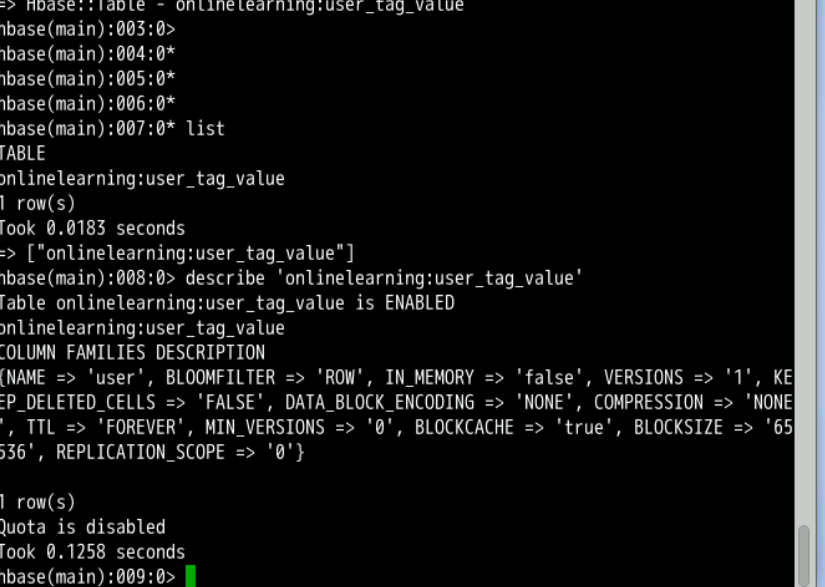 => Hbase::Table - onlinelearning:user_tag_value
hbase(main):003:0>
hbase(main):004:0*
hbase(main):005:0*
hbase(main):006:0*
hbase(main):007:0* list
TABLE
onlinelearning:user_tag_value
1 row(s)
Took 0.0183 seconds
=> ["onlinelearning:user_tag_value"]
hbase(main):008:0> describe 'onlinelearning:user_tag_value'
Table onlinelearning:user_tag_value is ENABLED
onlinelearning:user_tag_value
COLUMN FAMILIES DESCRIPTION
{NAME => 'user', BLOOMFILTER => 'ROW', IN_MEMORY => 'false', VERSIONS => '1', KE
EP_DELETED_CELLS => 'FALSE', DATA_BLOCK_ENCODING => 'NONE', COMPRESSION => 'NONE
', TTL => 'FOREVER', MIN_VERSIONS => '0', BLOCKCACHE => 'true', BLOCKSIZE => '65
536', REPLICATION_SCOPE => '0'}
1 row(s)
Quota is disabled
Took 0.1258 seconds
hbase(main):009:0>